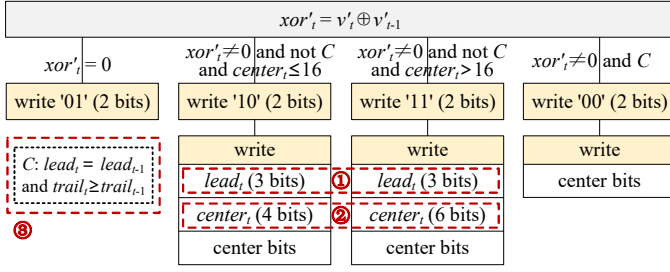 xor't = v't ⊕ v't-1
xor't = 0
xor't≠0 and not C
and centert≤16
xor't≠0 and not C
and centert>16
xor't≠0 and C
write '01' (2 bits)
write '10' (2 bits)
write '11' (2 bits)
write '00' (2 bits)
C: leadt = leadt-1
and trailt≥trailt-1
③
write
leadt (3 bits)
①
centert (4 bits)
②
center bits
write
leadt (3 bits)
centert (6 bits)
center bits
write
center bits